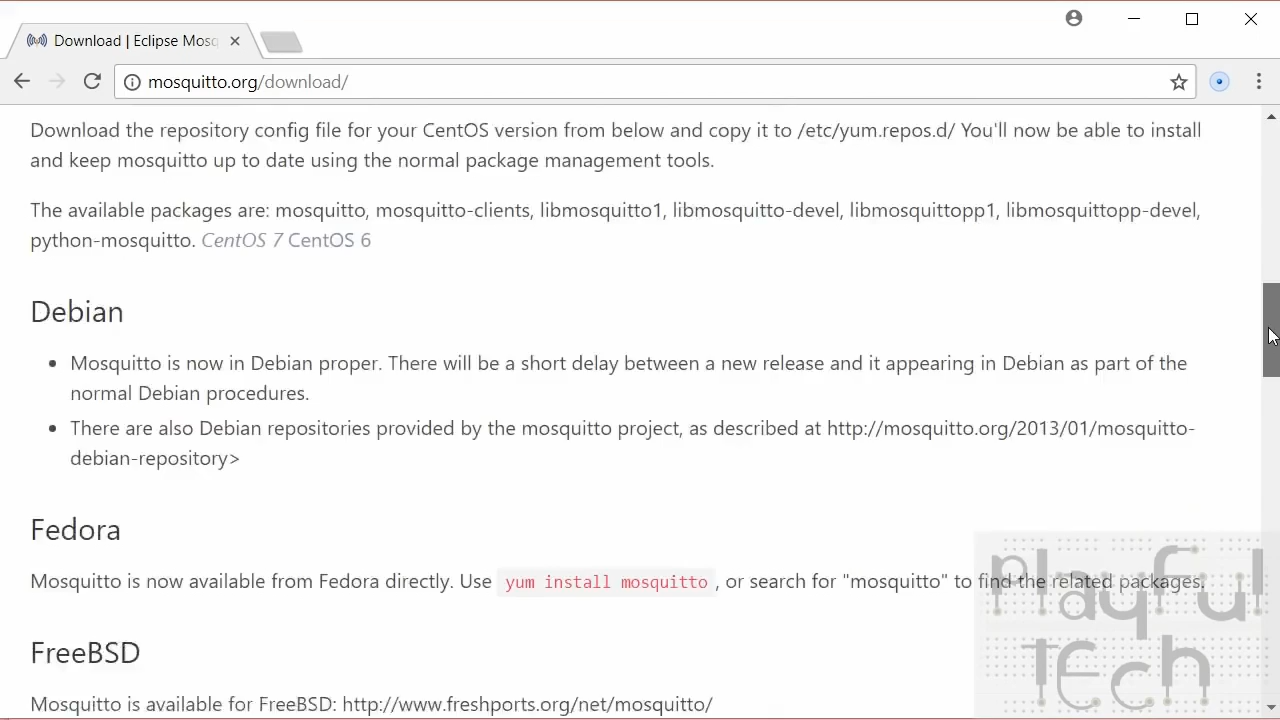 Download | Eclipse Mosq
mosquitto.org/download/
Download the repository config file for your CentOS version from below and copy it to /etc/yum.repos.d/ You'll now be able to install
and keep mosquitto up to date using the normal package management tools.
The available packages are: mosquitto, mosquitto-clients, libmosquitto1, libmosquitto-devel, libmosquittopp1, libmosquittopp-devel,
python-mosquitto. CentOS 7 CentOS 6
Debian
• Mosquitto is now in Debian proper. There will be a short delay between a new release and it appearing in Debian as part of the
normal Debian procedures.
• There are also Debian repositories provided by the mosquitto project, as described at http://mosquitto.org/2013/01/mosquitto-
debian-repository>
Fedora
Mosquitto is now available from Fedora directly. Use yum install mosquitto, or search for "mosquitto" to find the related packages.
FreeBSD
Mosquitto is available for FreeBSD: http://www.freshports.org/net/mosquitto/
playful
tech